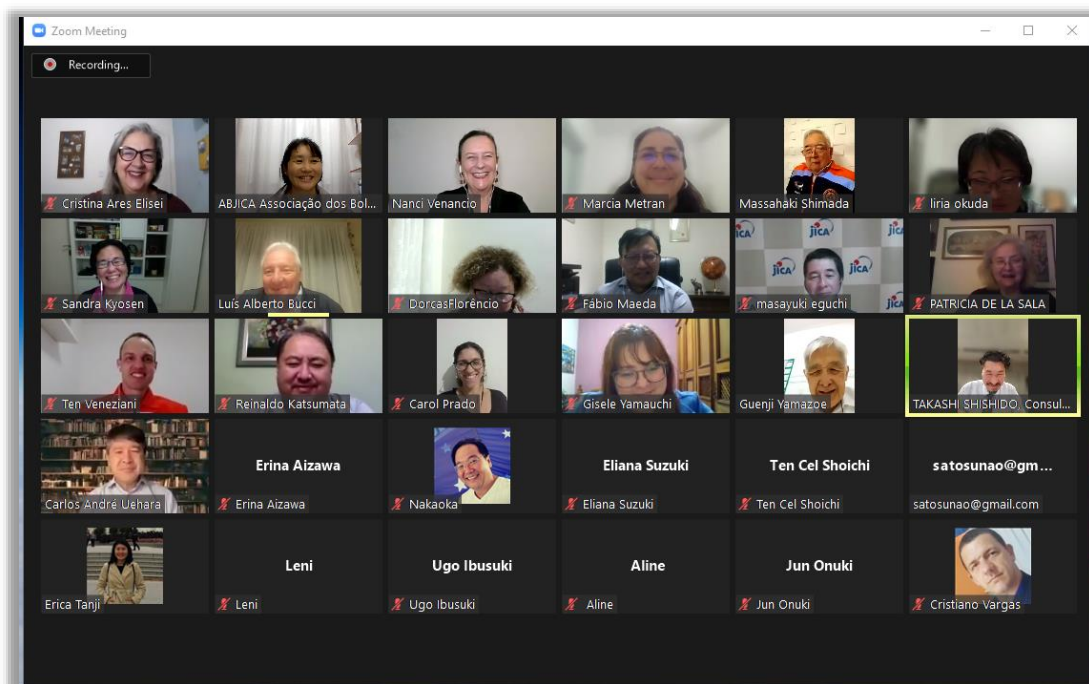 Zoom Meeting
Recording...
Cristina Ares Elisei
ABJICA Associação dos Bol...
Nanci Venancio
Marcia Metran
Massahaki Shimada
liria okuda
Sandra Kyosen
Luís Alberto Bucci
DorcasFlorêncio
Fábio Maeda
JICA
JICA
masayuki eguchi
PATRICIA DE LA SALA
Ten Veneziani
Reinaldo Katsumata
Carol Prado
Gisele Yamauchi
Guenji Yamazoe
TAKASHI SHISHIDO, Consul...
Carlos André Uehara
Erina Aizawa
Erina Aizawa
Nakaoka
Eliana Suzuki
Eliana Suzuki
Ten Cel Shoichi
Ten Cel Shoichi
satosunao@gm...
satosunao@gmail.com
Erica Tanji
Leni
Leni
Ugo Ibusuki
Ugo Ibusuki
Aline
Aline
Jun Onuki
Jun Onuki
Cristiano Vargas